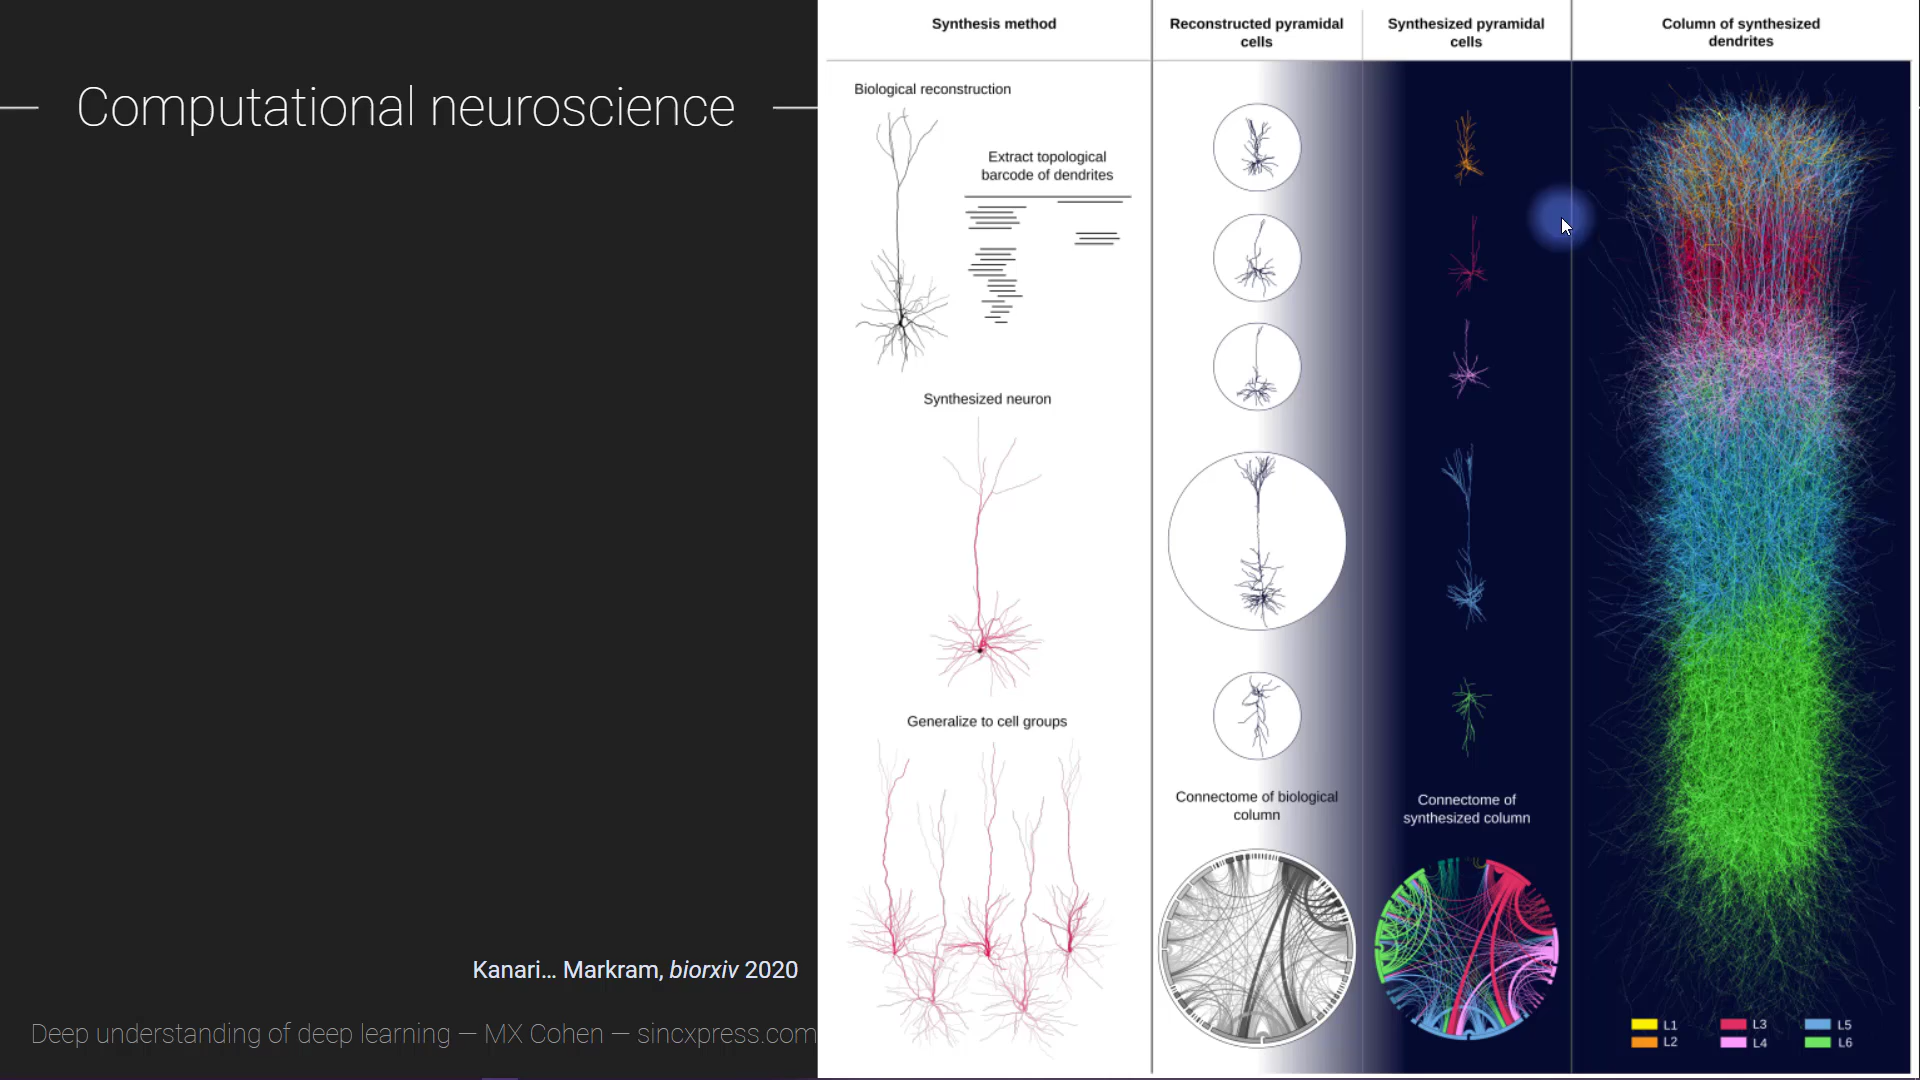 Computational neuroscience
Kanari... Markram, biorxiv 2020
Deep understanding of deep learning — MX Cohen — sincxpress.com
Synthesis method
Biological reconstruction
Extract topological
barcode of dendrites
Synthesized neuron
Generalize to cell groups
Reconstructed pyramidal
cells
Connectome of biological
column
Synthesized pyramidal
cells
Connectome of
synthesized column
Column of synthesized
dendrites
L1 L3 L5
L2 L4 L6